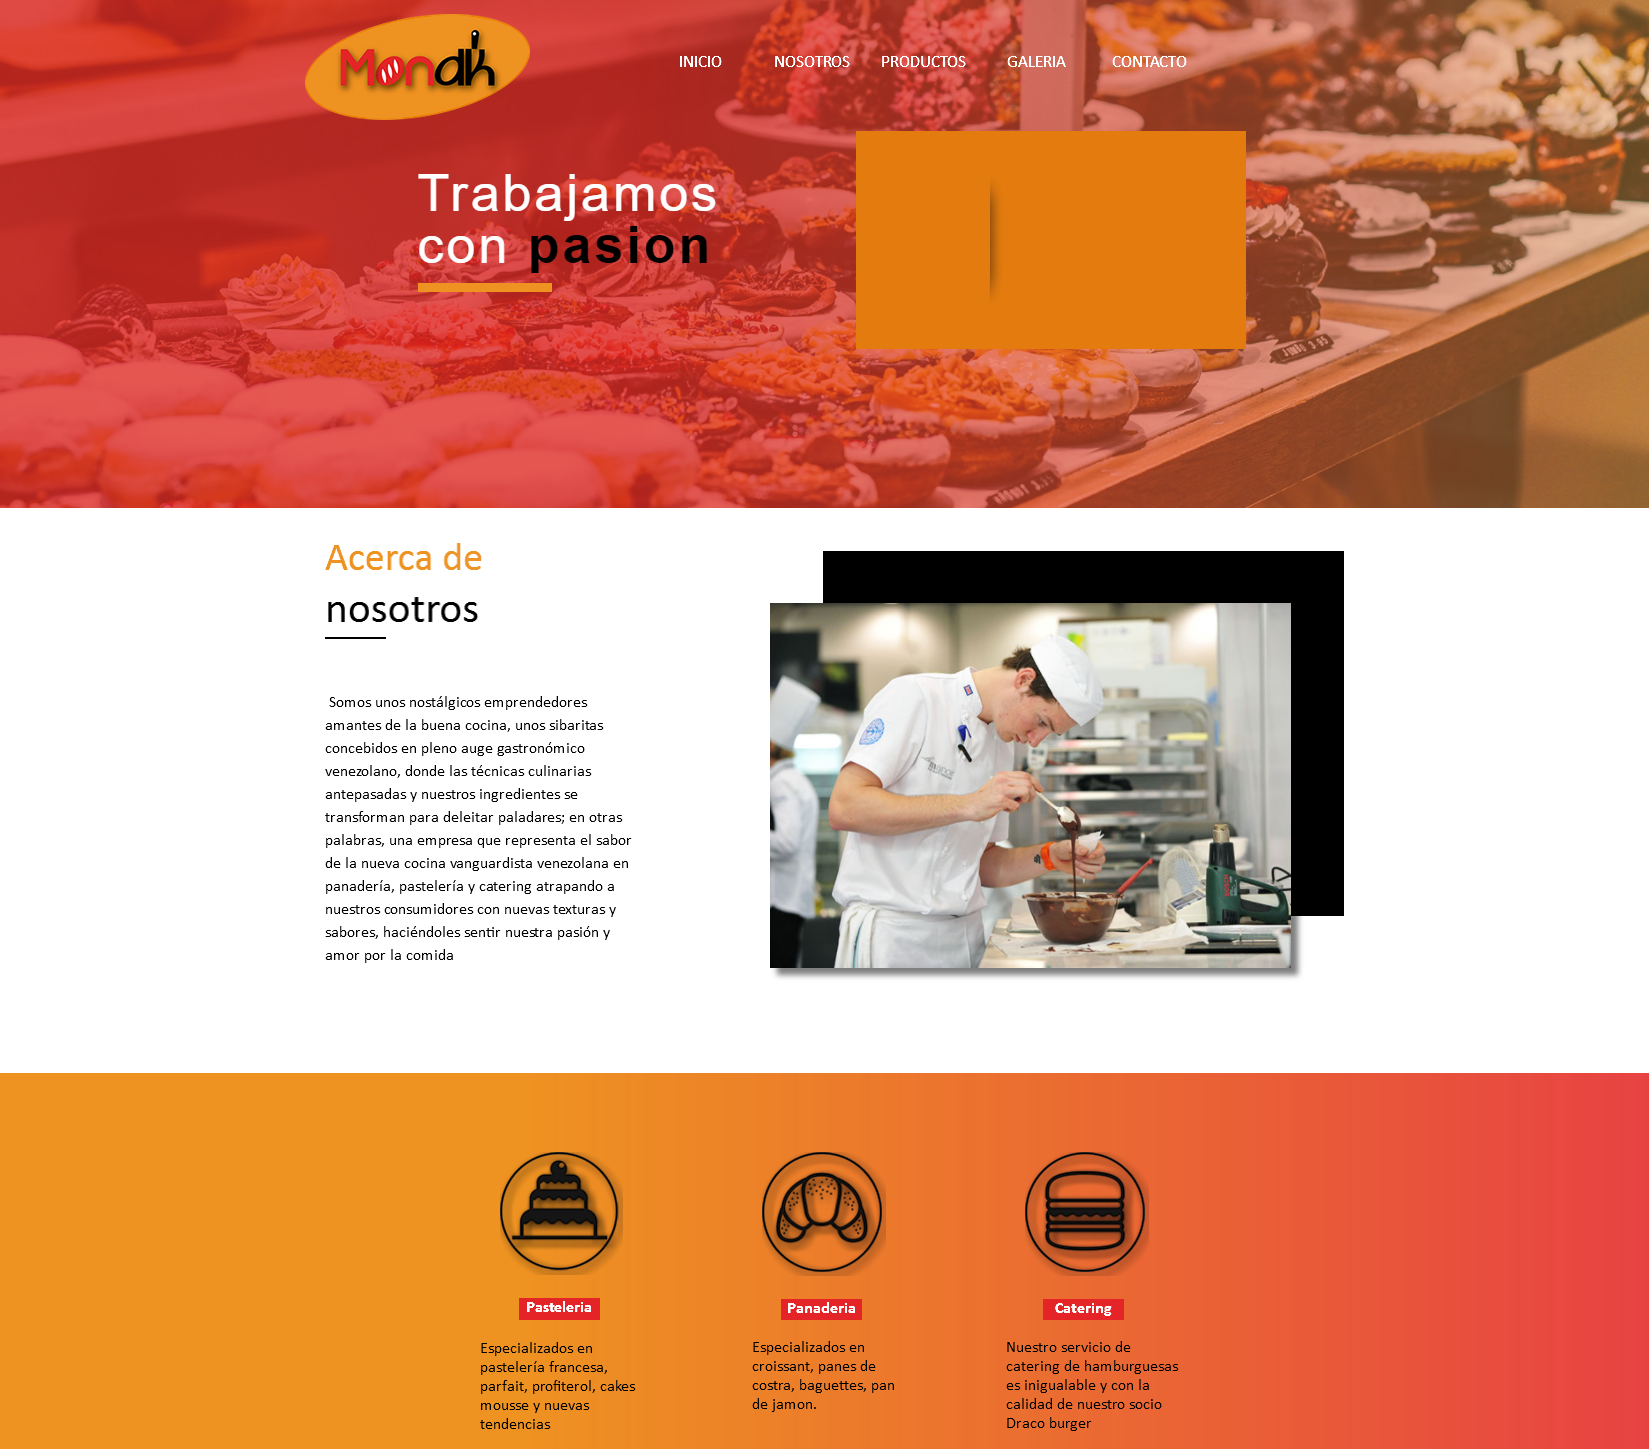 Mondh
INICIO NOSOTROS PRODUCTOS GALERIA CONTACTO
Trabajamos
con pasion
Acerca de
nosotros
Somos unos nostálgicos emprendedores
amantes de la buena cocina, unos sibaritas
concebidos en pleno auge gastronómico
venezolano, donde las técnicas culinarias
antepasadas y nuestros ingredientes se
transforman para deleitar paladares; en otras
palabras, una empresa que representa el sabor
de la nueva cocina vanguardista venezolana en
panadería, pastelería y catering atrapando a
nuestros consumidores con nuevas texturas y
sabores, haciéndoles sentir nuestra pasión y
amor por la comida
Pasteleria
Especializados en
pastelería francesa,
parfait, profiterol, cakes
mousse y nuevas
tendencias
Panaderia
Especializados en
croissant, panes de
costra, baguettes, pan
de jamon.
Catering
Nuestro servicio de
catering de hamburguesas
es inigualable y con la
calidad de nuestro socio
Draco burger